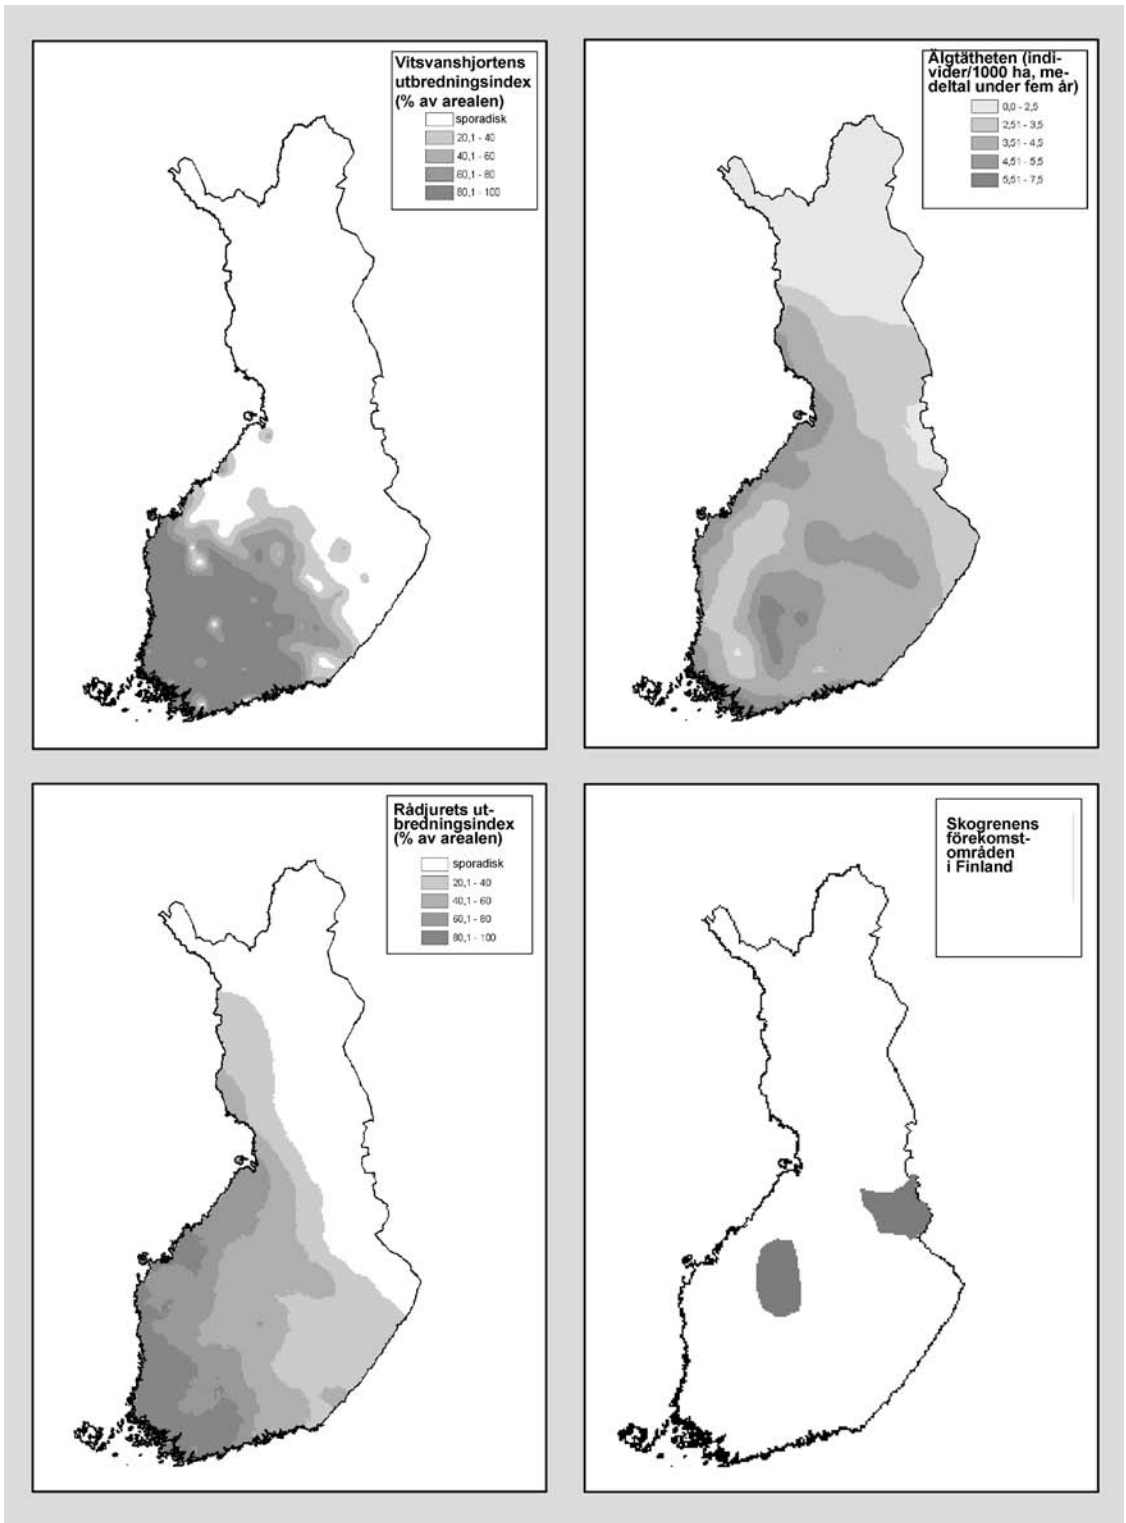 Vitsvanshjortens
utbredningsindex
(% av arealen)
sporadisk
20,1 - 40
40,1 - 60
60,1 - 80
80,1 - 100
Älgtätheten (indi-
vider/1000 ha, me-
deltal under fem år)
0,0 - 2,5
2,51 - 3,5
3,51 - 4,5
4,51 - 5,5
5,51 - 7,5
Rådjurets ut-
bredningsindex
(% av arealen)
sporadisk
20,1 - 40
40,1 - 60
60,1 - 80
80,1 - 100
Skogrenens
förekomst-
områden
i Finland